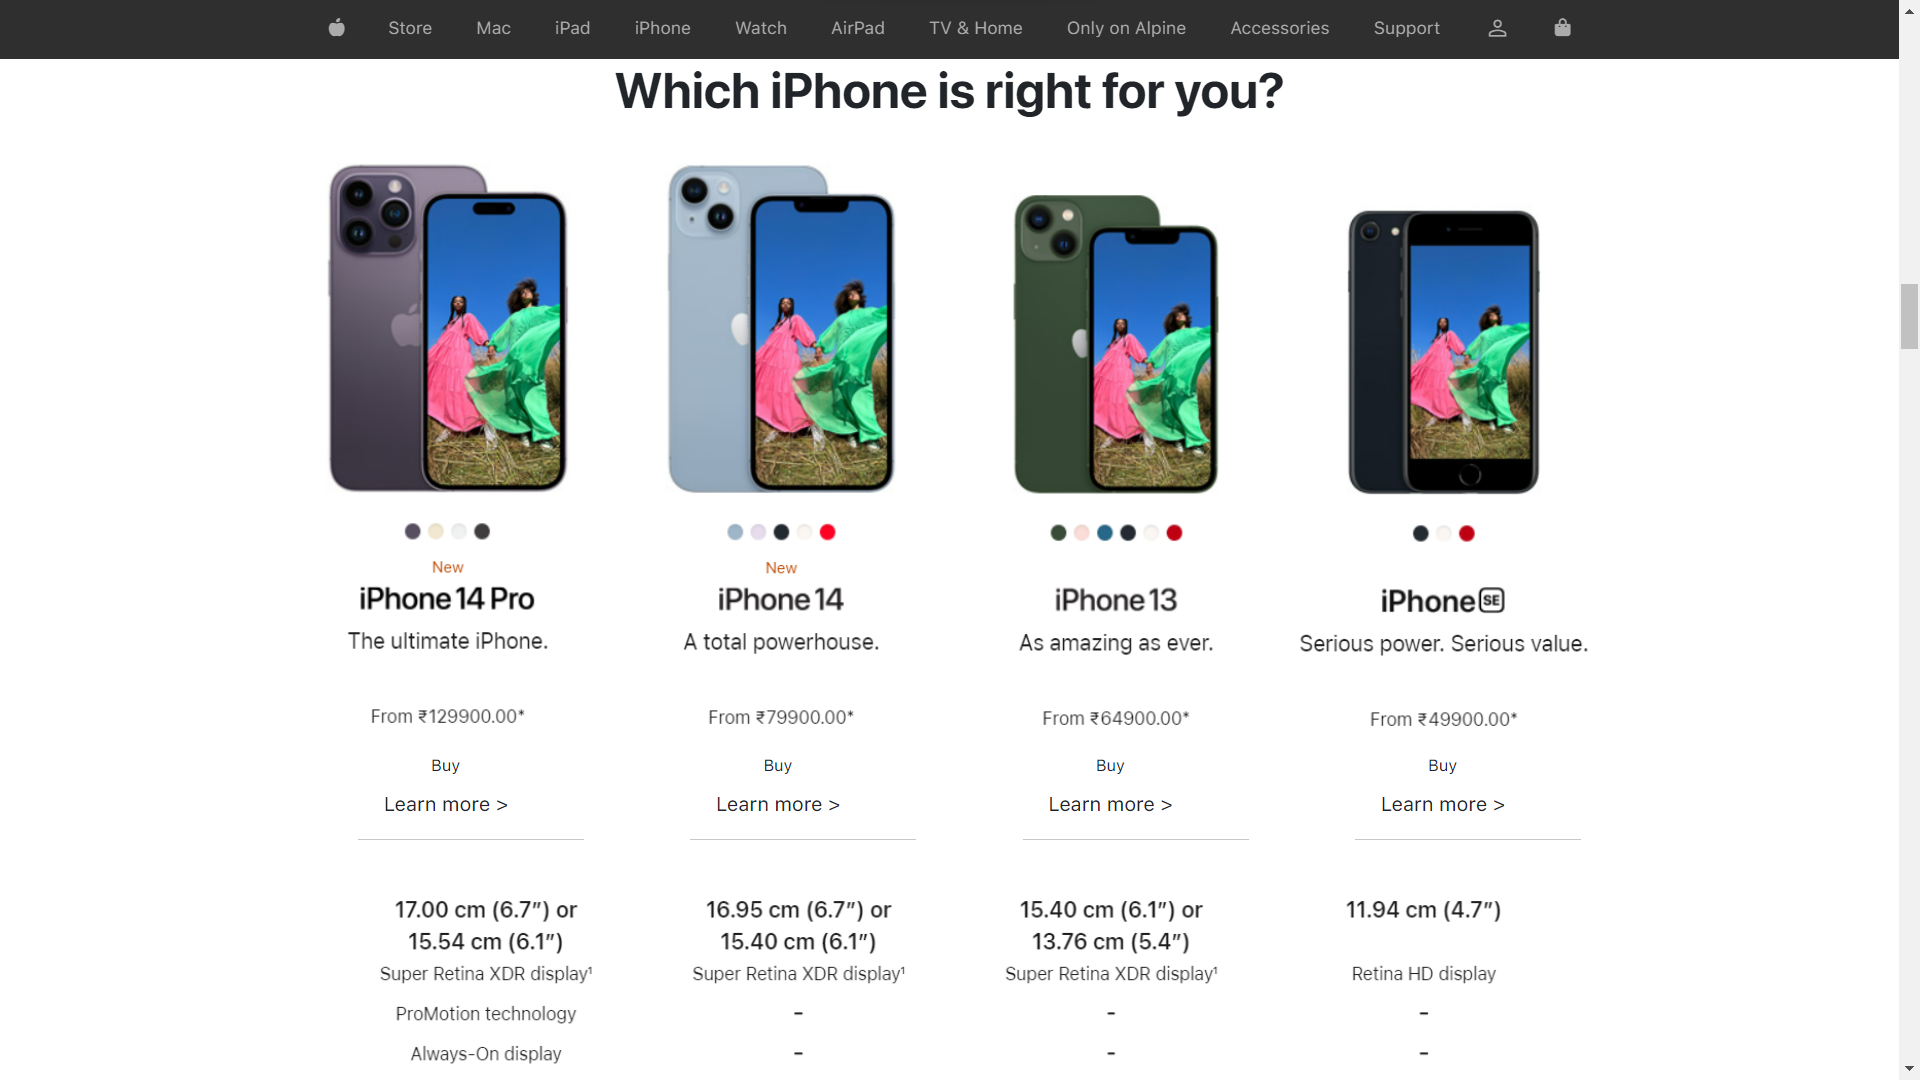 Store Mac iPad iPhone Watch AirPad TV & Home Only on Alpine Accessories Support
Which iPhone is right for you?
New New
iPhone 14 Pro iPhone 14 iPhone 13 iPhone SE
The ultimate iPhone. A total powerhouse. As amazing as ever. Serious power. Serious value.
From ₹129900.00* From ₹79900.00* From ₹64900.00* From ₹49900.00*
Buy Buy Buy Buy
Learn more > Learn more > Learn more > Learn more >
17.00 cm (6.7″) or 16.95 cm (6.7″) or 15.40 cm (6.1″) or 11.94 cm (4.7″)
15.54 cm (6.1″) 15.40 cm (6.1″) 13.76 cm (5.4″)
Super Retina XDR display¹ Super Retina XDR display¹ Super Retina XDR display¹ Retina HD display
ProMotion technology - - -
Always-On display - - -